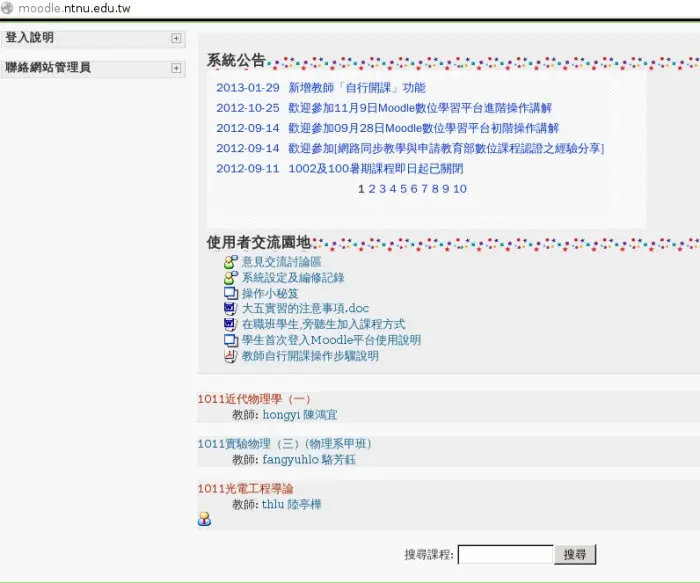 moodle.ntnu.edu.tw
登入說明
聯絡網站管理員
系統公告
2013-01-29 新增教師「自行開課」功能
2012-10-25 歡迎參加11月9日Moodle數位學習平台進階操作講解
2012-09-14 歡迎參加09月28日Moodle數位學習平台初階操作講解
2012-09-14 歡迎參加[網路同步教學與申請教育部數位課程認證之經驗分享]
2012-09-11 1002及100暑期課程即日起已關閉
1 2 3 4 5 6 7 8 9 10
使用者交流園地
意見交流討論區
系統設定及編修記錄
操作小秘笈
大五實習的注意事項.doc
在職班學生,旁聽生加入課程方式
學生首次登入Moodle平台使用說明
教師自行開課操作步驟說明
1011近代物理學（一）
教師: hongyi 陳鴻宜
1011實驗物理（三）(物理系甲班)
教師: fangyuhlo 駱芳鈺
1011光電工程導論
教師: thlu 陸亭樺
搜尋課程:
搜尋